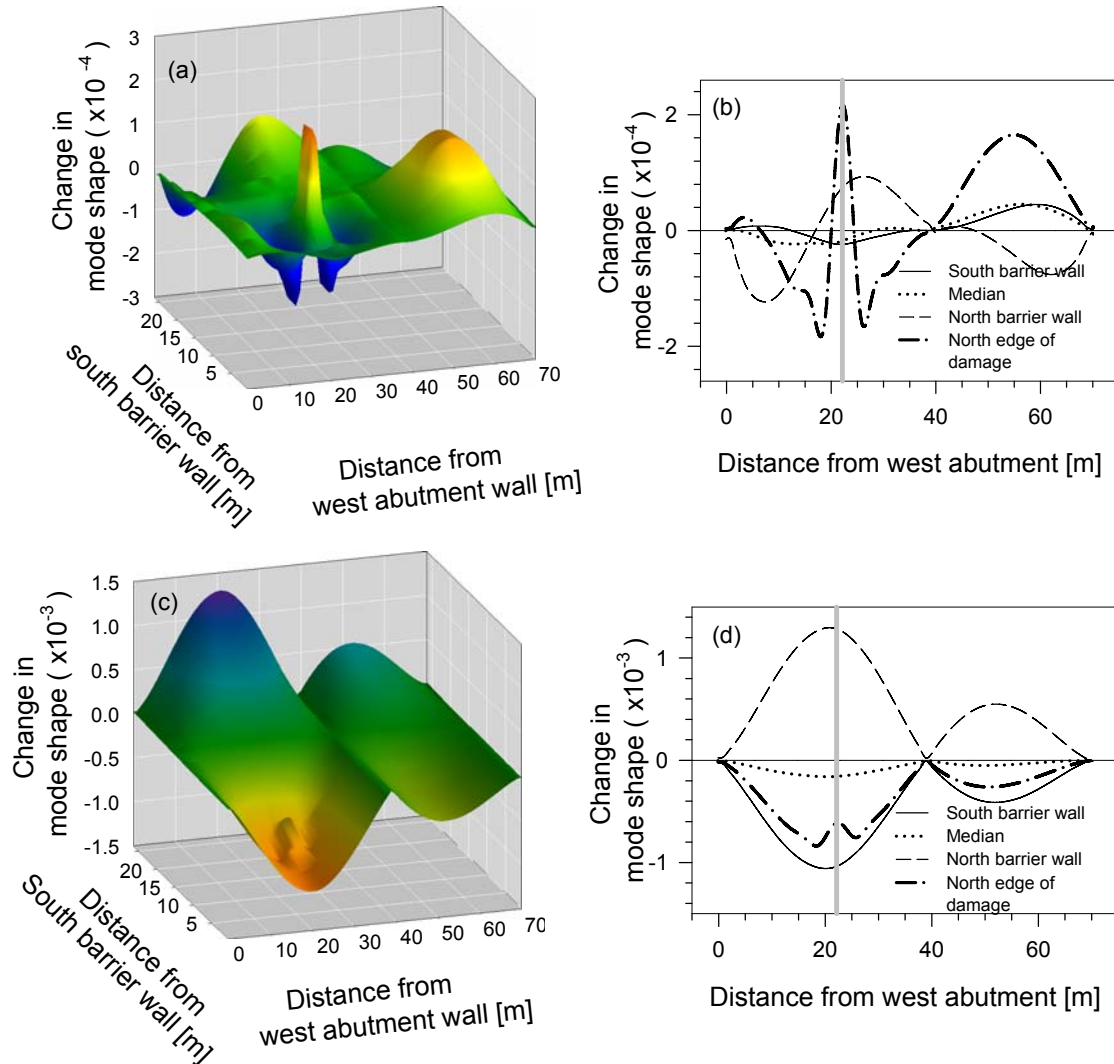 (a)
Change in
mode shape ( x10 -4 )
3
2
1
0
-1
-2
-3
20
15
10
5
Distance from
south barrier wall [m]
0 10 20 30 40 50 60 70
Distance from
west abutment wall [m]
(b)
Change in
mode shape ( x10-4 )
2
0
-2
South barrier wall
Median
North barrier wall
North edge of
damage
0 20 40 60
Distance from west abutment [m]
(c)
Change in
mode shape ( x10-3 )
1.5
1.0
0.5
0.0
-0.5
-1.0
-1.5
20
15
10
5
Distance from
South barrier wall [m]
0 10 20 30 40 50 60 70
Distance from
west abutment wall [m]
(d)
Change in
mode shape ( x10-3 )
1
0
-1
South barrier wall
Median
North barrier wall
North edge of
damage
0 20 40 60
Distance from west abutment [m]